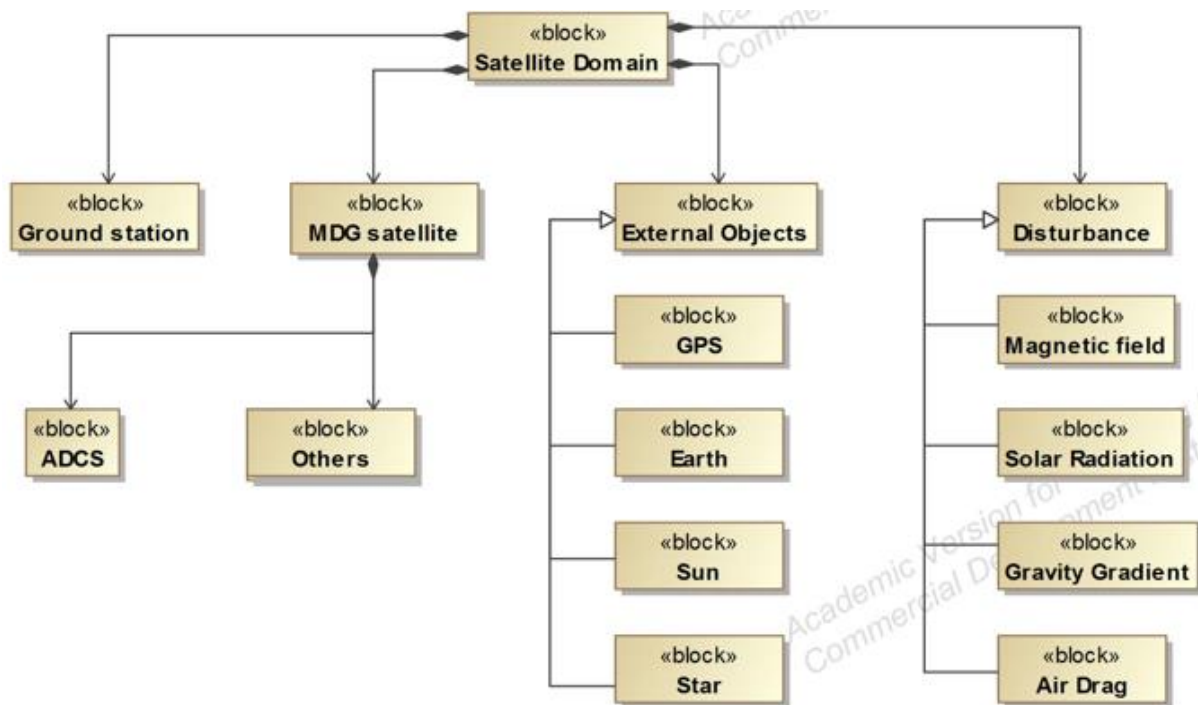 «block»
Satellite Domain
«block»
Ground station
«block»
MDG satellite
«block»
External Objects
«block»
Disturbance
«block»
GPS
«block»
Magnetic field
«block»
ADCS
«block»
Others
«block»
Earth
«block»
Solar Radiation
«block»
Sun
«block»
Gravity Gradient
«block»
Star
«block»
Air Drag
Academic Version for
Commercial